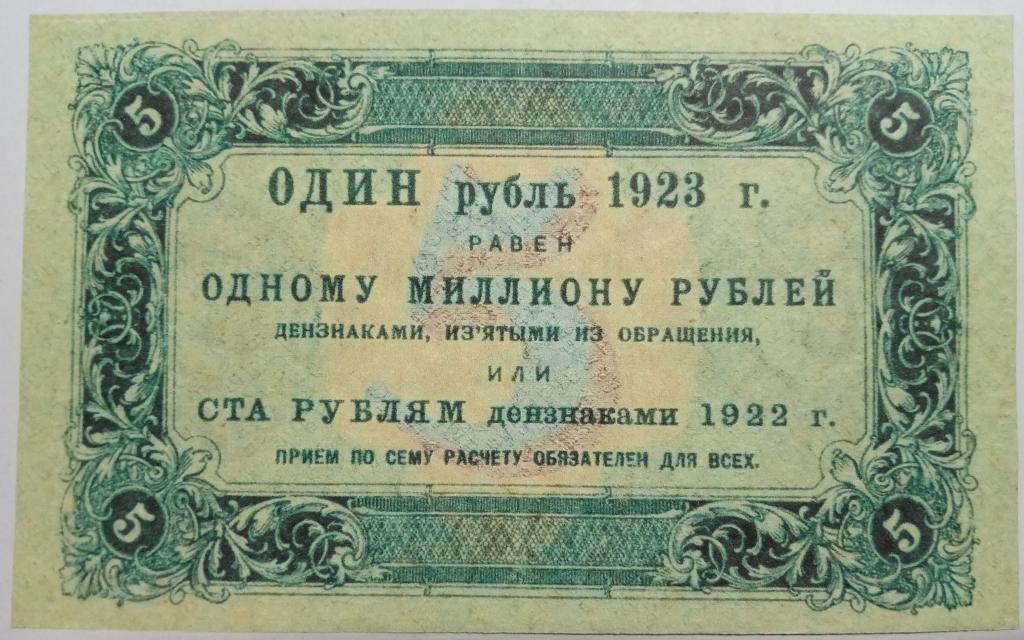 5 5
ОДИН рубль 1923 г.
РАВЕН
ОДНОМУ МИЛЛИОНУ РУБЛЕЙ
ДЕНЗНАКАМИ, ИЗ'ЯТЫМИ ИЗ ОБРАЩЕНИЯ,
ИЛИ
СТА РУБЛЯМ дензнаками 1922 г.
ПРИЕМ ПО СЕМУ РАСЧЕТУ ОБЯЗАТЕЛЕН ДЛЯ ВСЕХ.
5
5 5